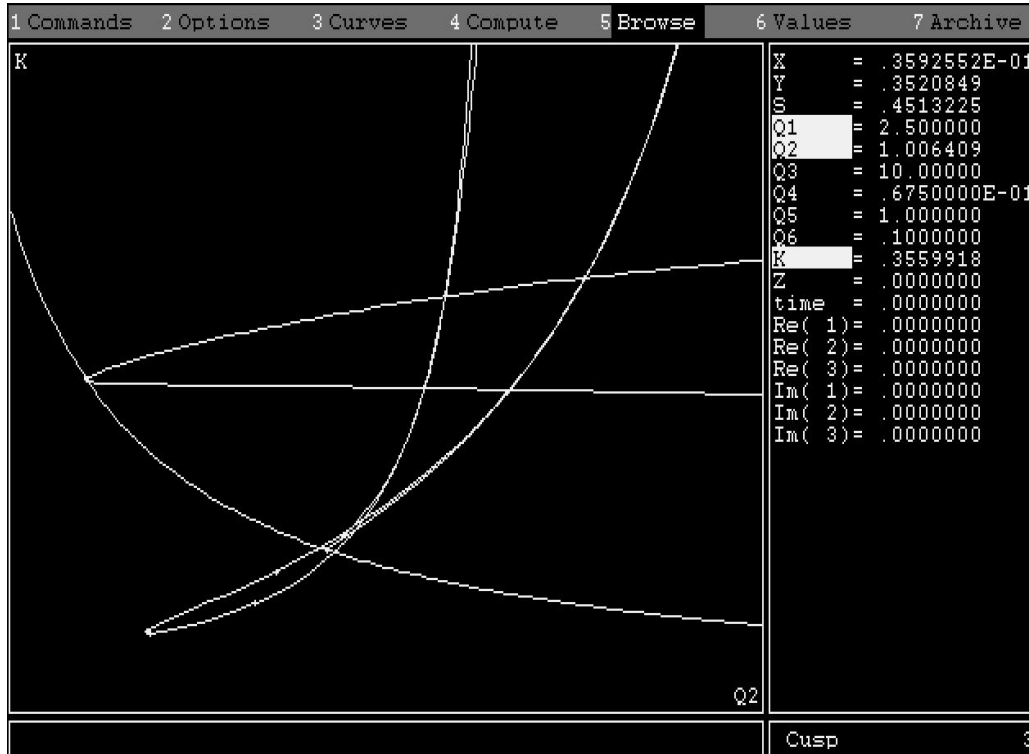 1 Commands 2 Options 3 Curves 4 Compute 5 Browse 6 Values 7 Archive
K
X = .3592552E-01
Y = .3520849
S = .4513225
Q1 = 2.500000
Q2 = 1.006409
Q3 = 10.00000
Q4 = .6750000E-01
Q5 = 1.000000
Q6 = .1000000
K = .3559918
Z = .0000000
time = .0000000
Re( 1)= .0000000
Re( 2)= .0000000
Re( 3)= .0000000
Im( 1)= .0000000
Im( 2)= .0000000
Im( 3)= .0000000
Q2
Cusp